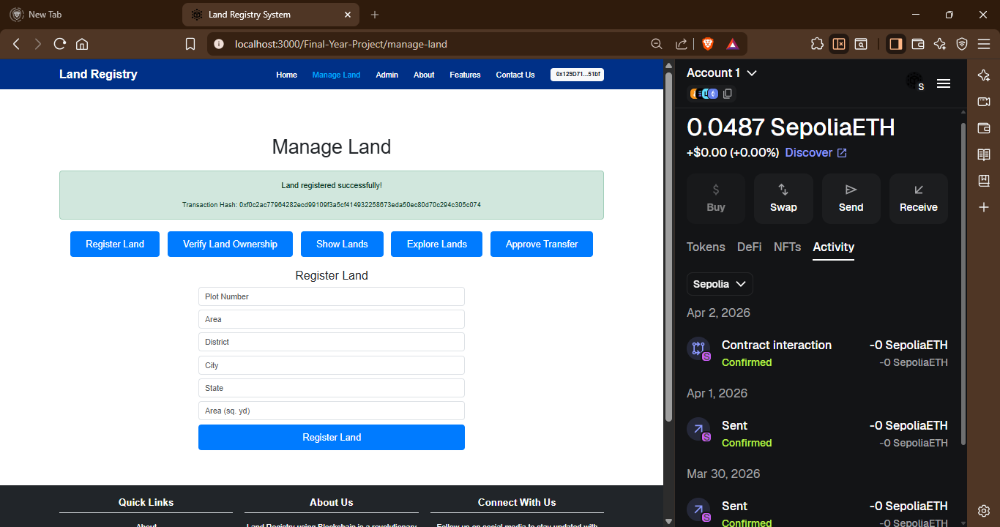 New Tab
Land Registry System
localhost:3000/Final-Year-Project/manage-land
Land Registry
Home
Manage Land
Admin
About
Features
Contact Us
0x129D71...51bf
Manage Land
Land registered successfully!
Transaction Hash: 0xf0c2ac77964282ecd99109f3a5cf414932258673eda50ec80d70c294c305c074
Register Land
Verify Land Ownership
Show Lands
Explore Lands
Approve Transfer
Register Land
Plot Number
Area
District
City
State
Area (sq. yd)
Register Land
Quick Links
About Us
Connect With Us
About
Land Registry using Blockchain is a revolutionary
Follow us on social media to stay updated with
Account 1
S
0.0487 SepoliaETH
+$0.00 (+0.00%) Discover
$
Buy
Swap
Send
Receive
Tokens
DeFi
NFTs
Activity
Sepolia
Apr 2, 2026
S
Contract interaction
-0 SepoliaETH
Confirmed
-0 SepoliaETH
Apr 1, 2026
S
Sent
-0 SepoliaETH
Confirmed
-0 SepoliaETH
Mar 30, 2026
S
Sent
-0 SepoliaETH
Confirmed
-0 SepoliaETH